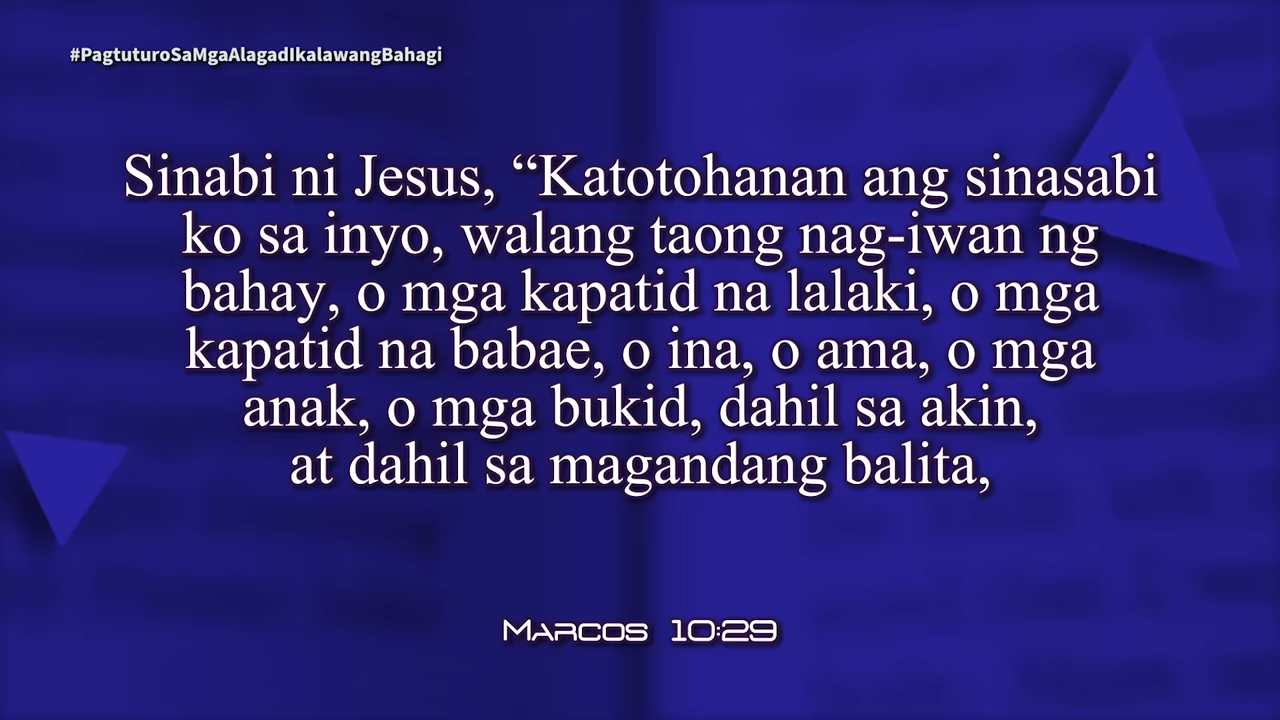 #PagtuturoSaMgaAlagadIkalawangBahagi
Sinabi ni Jesus, “Katotohanan ang sinasabi
ko sa inyo, walang taong nag-iwan ng
bahay, o mga kapatid na lalaki, o mga
kapatid na babae, o ina, o ama, o mga
anak, o mga bukid, dahil sa akin,
at dahil sa magandang balita,
Marcos 10:29